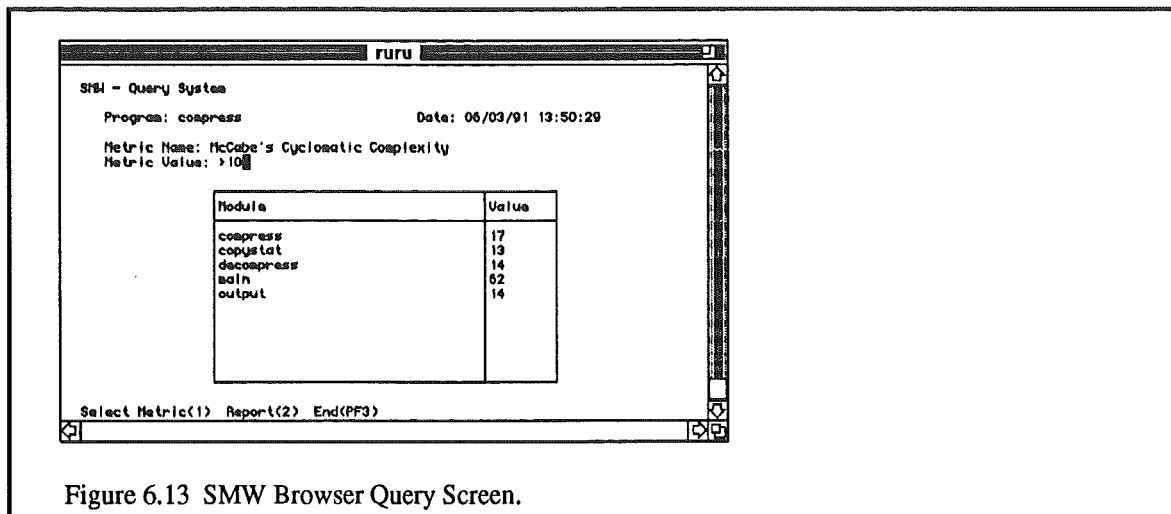 ruru
SMW - Query System
Program: compress Date: 06/03/91 13:50:29
Metric Name: McCabe's Cyclomatic Complexity
Metric Value: >10
Module Value
compress 17
copystat 13
decompress 14
main 62
output 14
Select Metric(1) Report(2) End(PF3)
Figure 6.13 SMW Browser Query Screen.